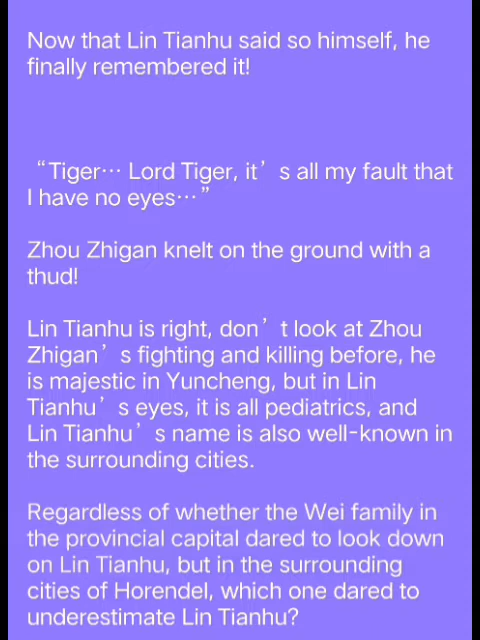 Now that Lin Tianhu said so himself, he
finally remembered it!
“Tiger… Lord Tiger, it’s all my fault that
I have no eyes…”
Zhou Zhigan knelt on the ground with a
thud!
Lin Tianhu is right, don’t look at Zhou
Zhigan’s fighting and killing before, he
is majestic in Yuncheng, but in Lin
Tianhu’s eyes, it is all pediatrics, and
Lin Tianhu’s name is also well-known in
the surrounding cities.
Regardless of whether the Wei family in
the provincial capital dared to look down
on Lin Tianhu, but in the surrounding
cities of Horendel, which one dared to
underestimate Lin Tianhu?